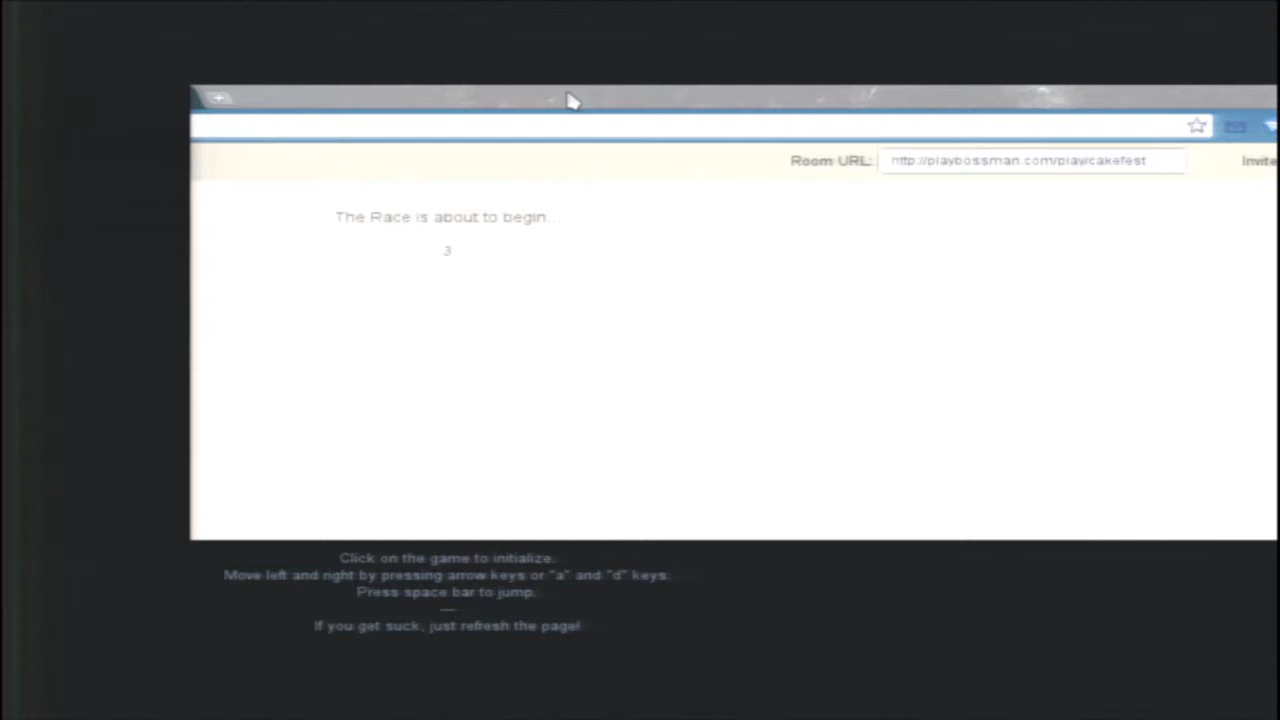 Room URL: http://playbossman.com/play/cakefest Invite
The Race is about to begin...
3
Click on the game to initialize.
Move left and right by pressing arrow keys or "a" and "d" keys.
Press space bar to jump.
---
If you get suck, just refresh the page!